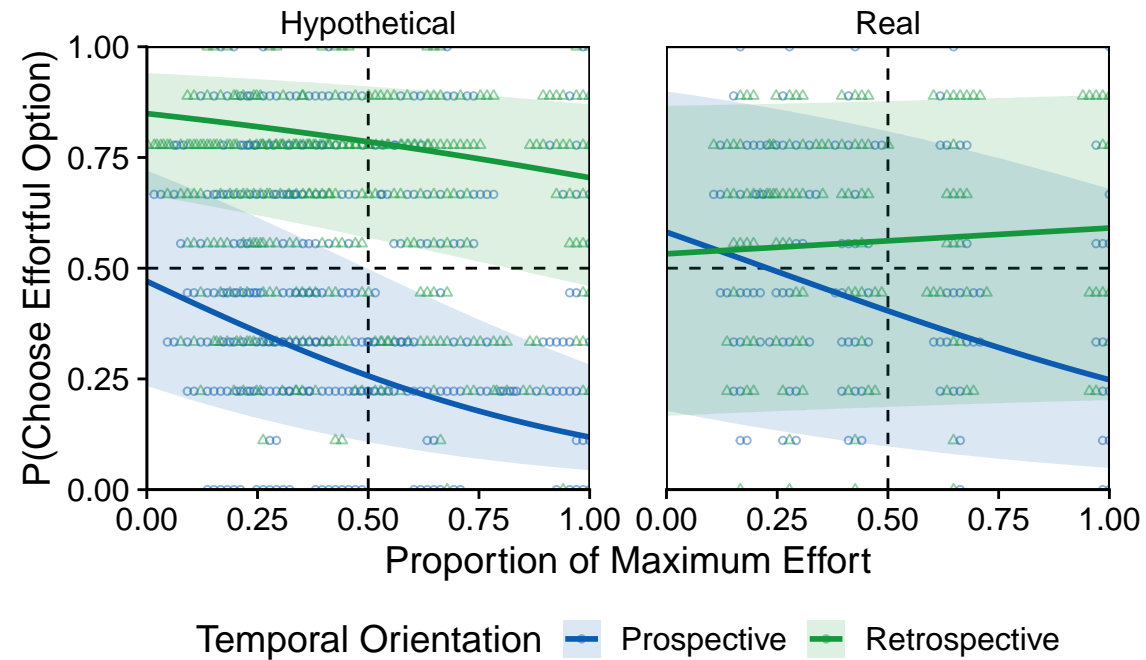 Hypothetical Real
P(Choose Effortful Option)
1.00
0.75
0.50
0.25
0.00
0.00 0.25 0.50 0.75 1.00 0.00 0.25 0.50 0.75 1.00
Proportion of Maximum Effort
Temporal Orientation Prospective Retrospective